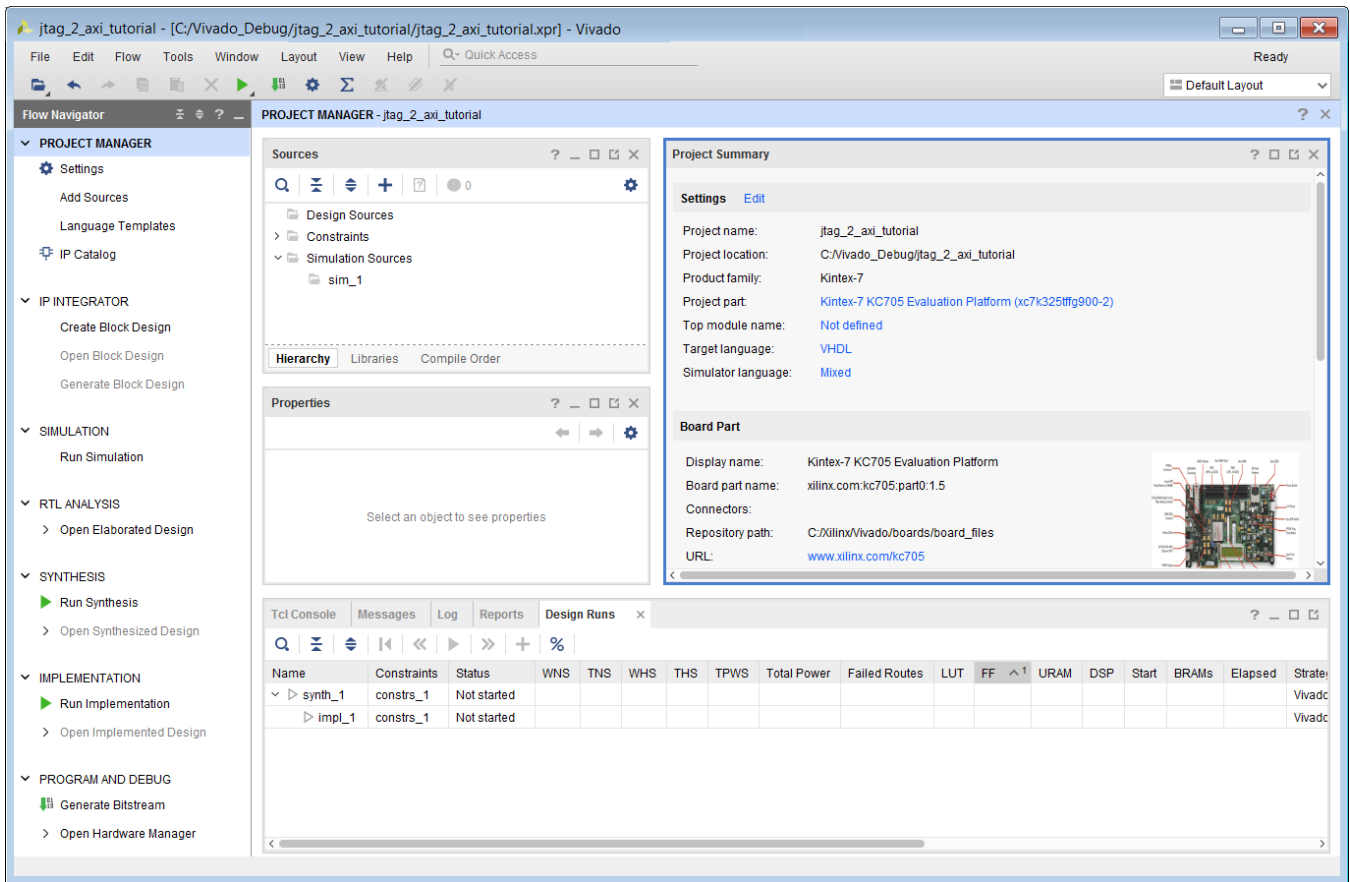 jtag_2_axi_tutorial - [C:/Vivado_Debug/jtag_2_axi_tutorial/jtag_2_axi_tutorial.xpr] - Vivado
File Edit Flow Tools Window Layout View Help Quick Access Ready
Default Layout
Flow Navigator
PROJECT MANAGER
Settings
Add Sources
Language Templates
IP Catalog
IP INTEGRATOR
Create Block Design
Open Block Design
Generate Block Design
SIMULATION
Run Simulation
RTL ANALYSIS
Open Elaborated Design
SYNTHESIS
Run Synthesis
Open Synthesized Design
IMPLEMENTATION
Run Implementation
Open Implemented Design
PROGRAM AND DEBUG
Generate Bitstream
Open Hardware Manager
PROJECT MANAGER - jtag_2_axi_tutorial
Sources
0
Design Sources
Constraints
Simulation Sources
sim_1
Hierarchy Libraries Compile Order
Properties
Select an object to see properties
Project Summary
Settings Edit
Project name: jtag_2_axi_tutorial
Project location: C:/Vivado_Debug/jtag_2_axi_tutorial
Product family: Kintex-7
Project part: Kintex-7 KC705 Evaluation Platform (xc7k325tffg900-2)
Top module name: Not defined
Target language: VHDL
Simulator language: Mixed
Board Part
Display name: Kintex-7 KC705 Evaluation Platform
Board part name: xilinx.com:kc705:part0:1.5
Connectors:
Repository path: C:/Xilinx/Vivado/boards/board_files
URL: www.xilinx.com/kc705
Tcl Console Messages Log Reports Design Runs
Name Constraints Status WNS TNS WHS THS TPWS Total Power Failed Routes LUT FF 1 URAM DSP Start BRAMs Elapsed Strate
synth_1 constrs_1 Not started Vivado
impl_1 constrs_1 Not started Vivado